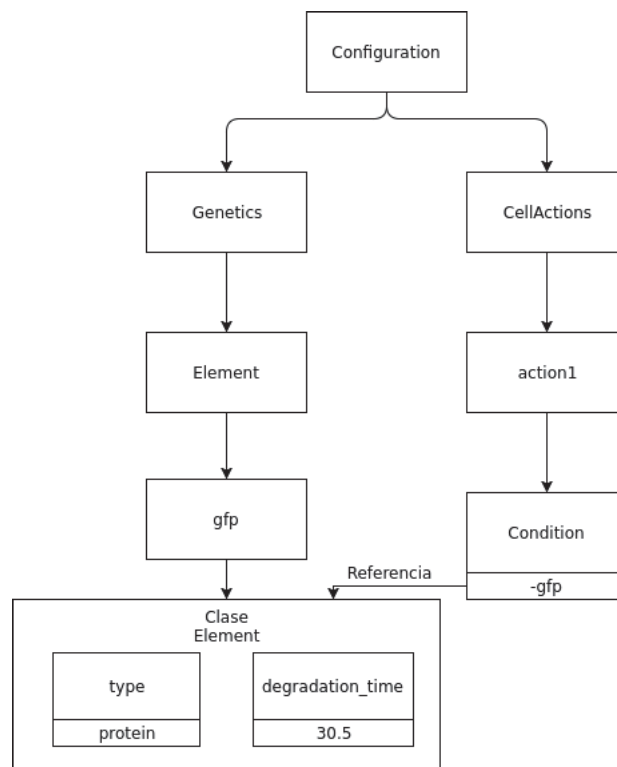 Configuration
Genetics
CellActions
Element
action1
gfp
Condition
-gfp
Referencia
Clase
Element
type
protein
degradation_time
30.5